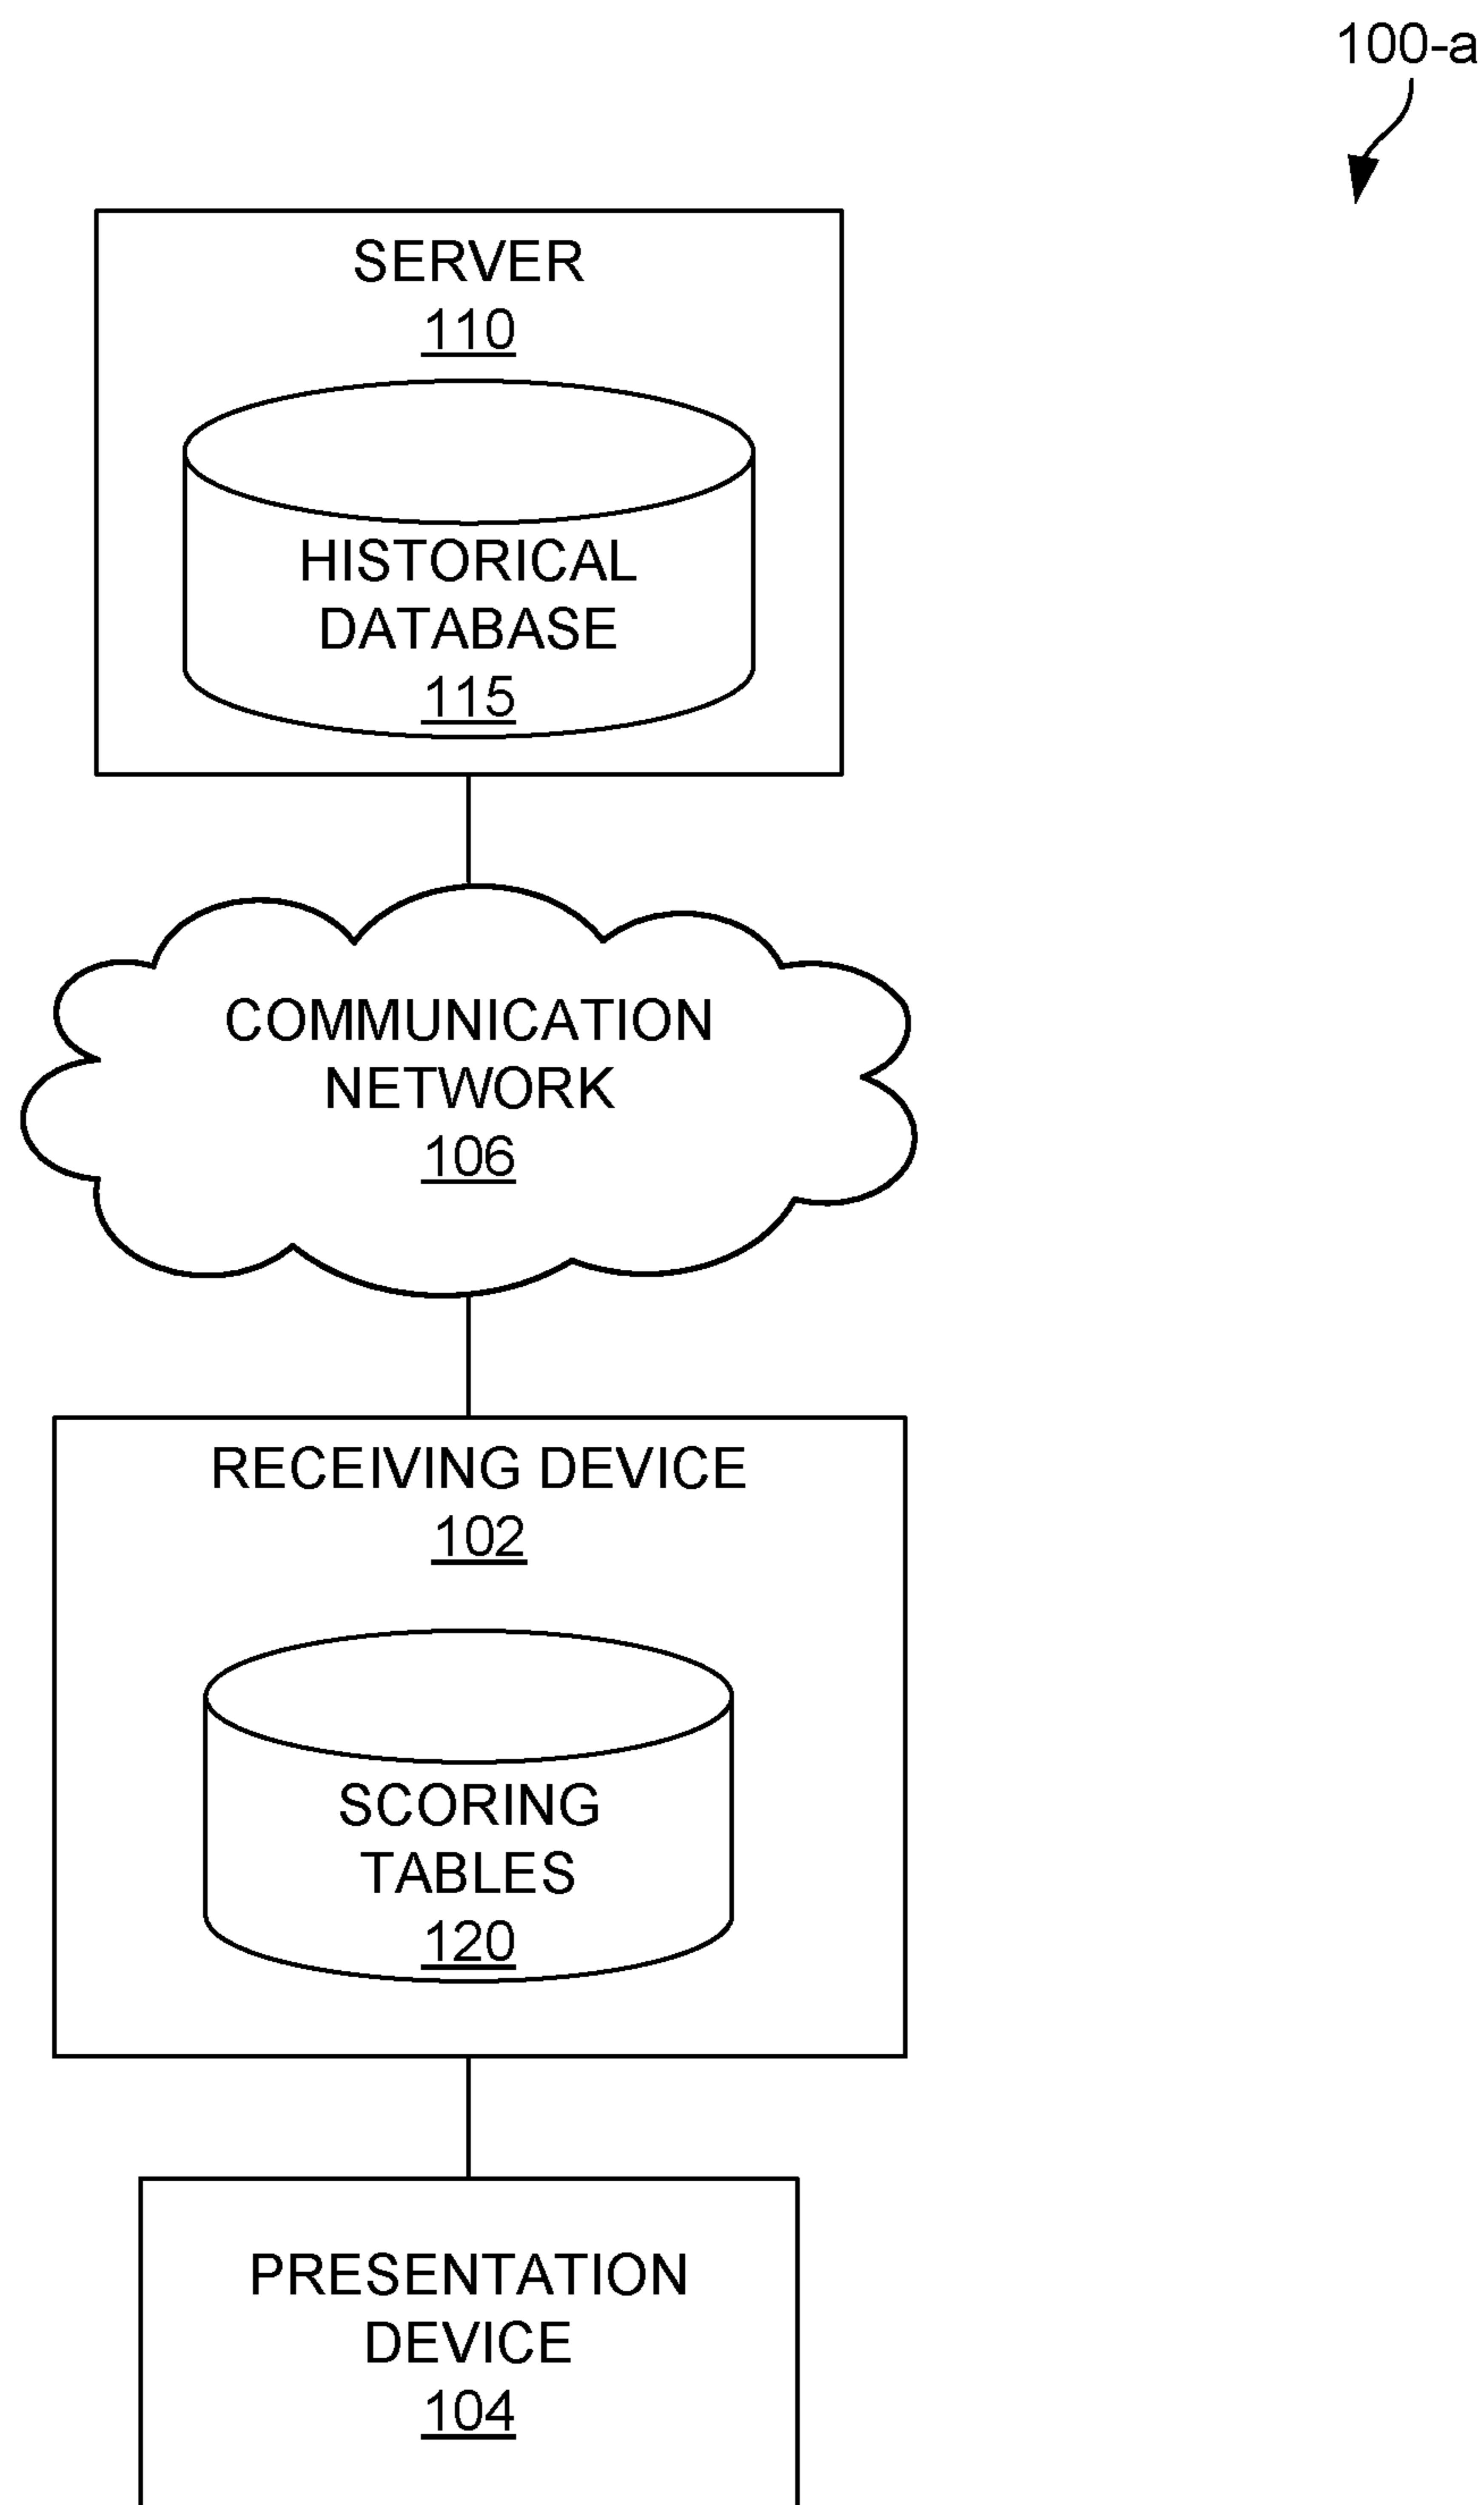 100-a
SERVER
110
HISTORICAL
DATABASE
115
COMMUNICATION
NETWORK
106
RECEIVING DEVICE
102
SCORING
TABLES
120
PRESENTATION
DEVICE
104